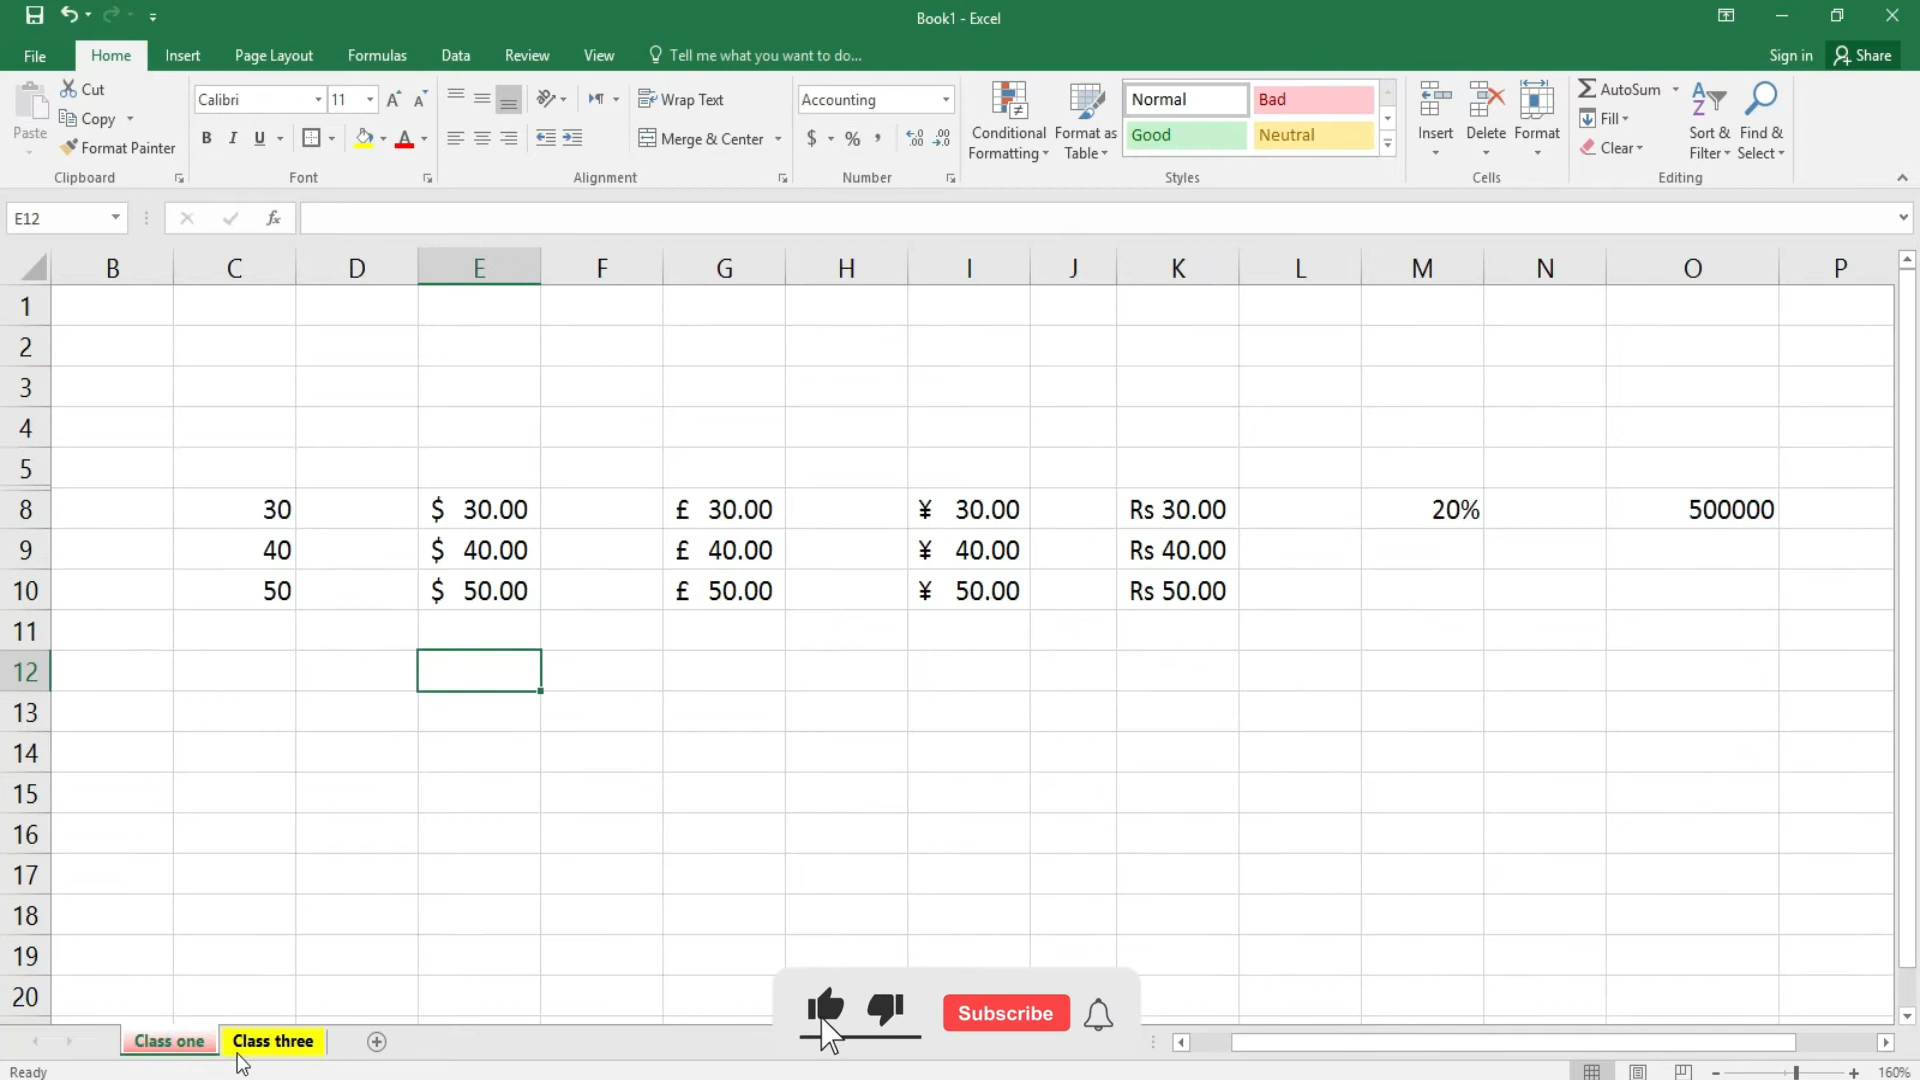 Book1 - Excel
File Home Insert Page Layout Formulas Data Review View Tell me what you want to do... Sign in Share
Paste Cut Copy Format Painter
Clipboard
Calibri 11
B I U A
Font
Wrap Text
Merge & Center
Alignment
Accounting
$ % ,
Number
Conditional Formatting
Format as Table
Normal Bad
Good Neutral
Styles
Insert Delete Format
Cells
AutoSum
Fill
Clear
Sort & Filter
Find & Select
Editing
E12 fx
B C D E F G H I J K L M N O P
1
2
3
4
5
8 30 $ 30.00 £ 30.00 ¥ 30.00 Rs 30.00 20% 500000
9 40 $ 40.00 £ 40.00 ¥ 40.00 Rs 40.00
10 50 $ 50.00 £ 50.00 ¥ 50.00 Rs 50.00
11
12
13
14
15
16
17
18
19
20
Subscribe
Class one Class three
Ready 160%